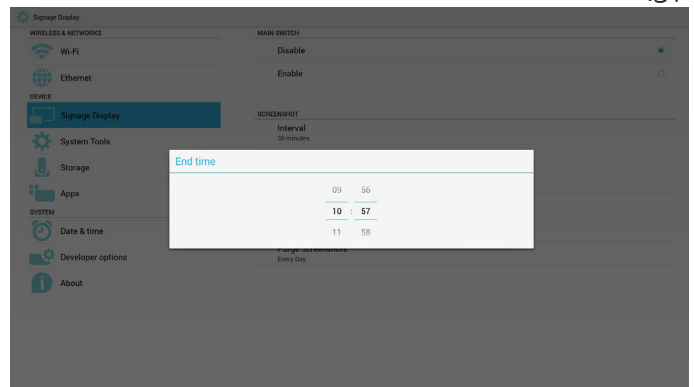 Signage Display
WIRELESS & NETWORKS
Wi-Fi
Ethernet
DEVICE
Signage Display
System Tools
Storage
Apps
SYSTEM
Date & time
Developer options
About
MAIN SWITCH
Disable
Enable
SCREENSHOT
Interval
30 minutes
End time
09 56
10 : 57
11 58
Purge Screenshots
Every Day